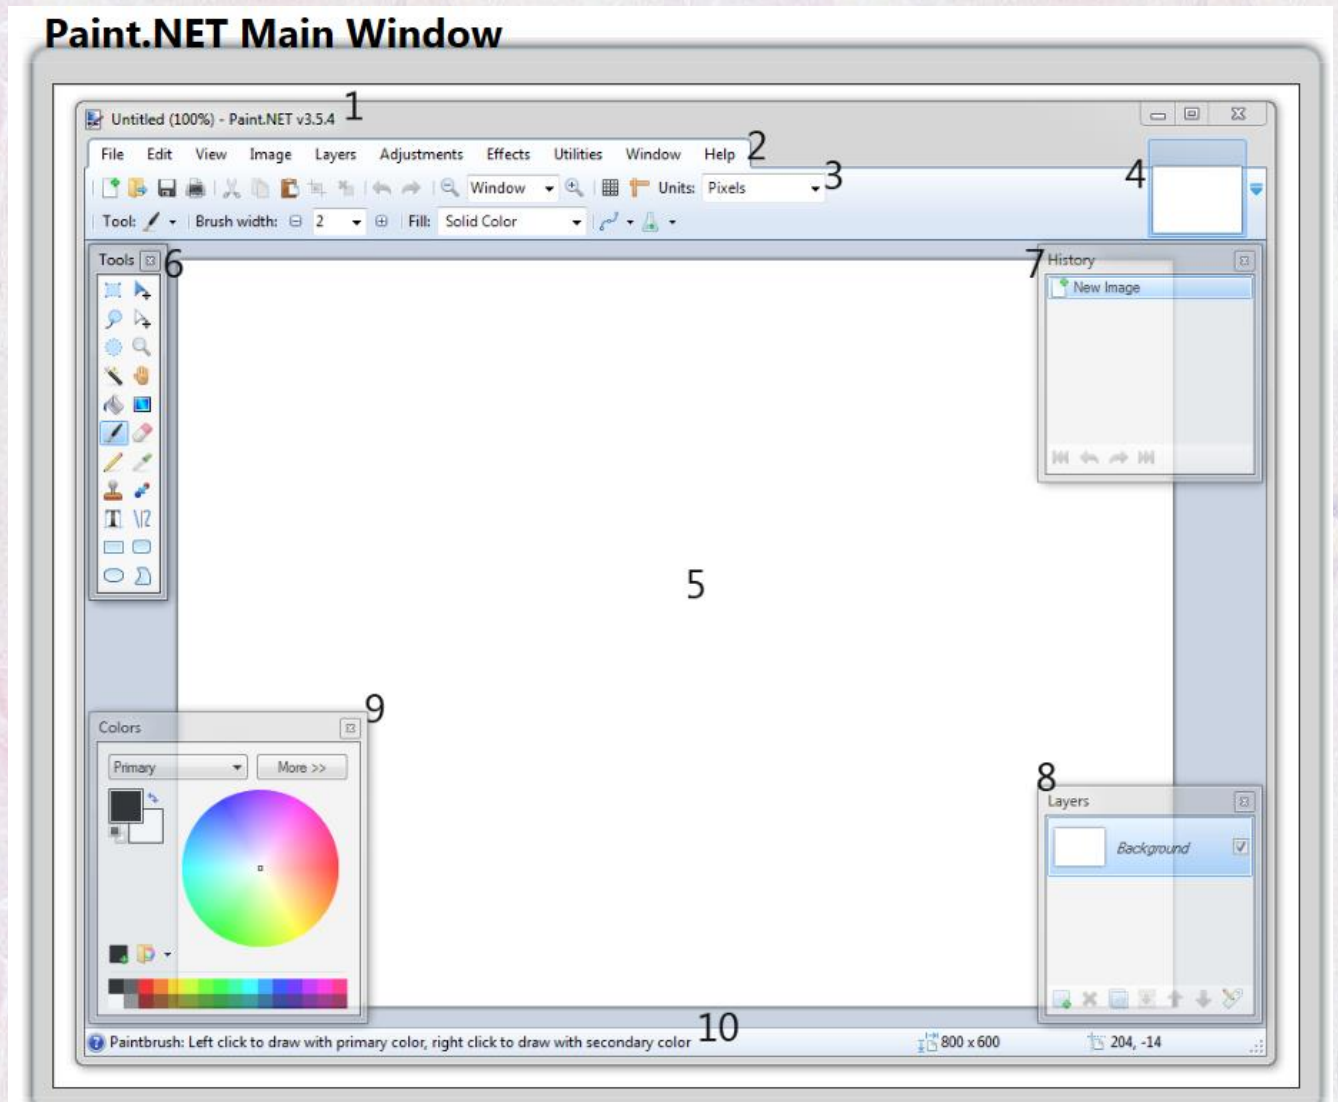 Paint.NET Main Window
Untitled (100%) - Paint.NET v3.5.4 1
File Edit View Image Layers Adjustments Effects Utilities Window Help 2
Window Units: Pixels 3 4
Tool: Brush width: 2 Fill: Solid Color
Tools 6
7 History
New Image
5
9
Colors
Primary More >>
8
Layers
Background
10
Paintbrush: Left click to draw with primary color, right click to draw with secondary color 800 x 600 204, -14